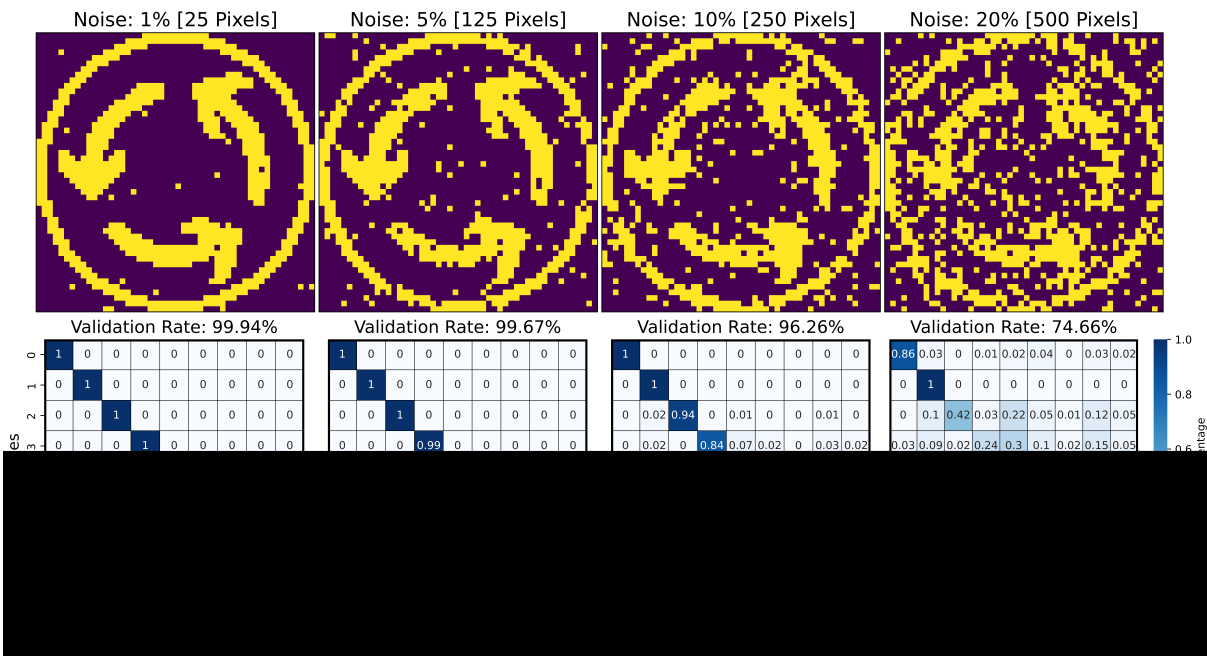 Noise: 1% [25 Pixels] Noise: 5% [125 Pixels] Noise: 10% [250 Pixels] Noise: 20% [500 Pixels]
Validation Rate: 99.94% Validation Rate: 99.67% Validation Rate: 96.26% Validation Rate: 74.66%
0 1 0 0 0 0 0 0 0 0 1 0 0 0 0 0 0 0 0 1 0 0 0 0 0 0 0 0 0.86 0.03 0 0.01 0.02 0.04 0 0.03 0.02 1.0
1 0 1 0 0 0 0 0 0 0 0 1 0 0 0 0 0 0 0 0 1 0 0 0 0 0 0 0 0 1 0 0 0 0 0 0 0 0.8
2 0 0 1 0 0 0 0 0 0 0 0 1 0 0 0 0 0 0 0 0.02 0.94 0 0.01 0 0 0.01 0 0 0.1 0.42 0.03 0.22 0.05 0.01 0.12 0.05
3 0 0 0 1 0 0 0 0 0 0 0 0 0.99 0 0 0 0 0 0 0.02 0 0.84 0.07 0.02 0 0.03 0.02 0.03 0.09 0.02 0.24 0.3 0.1 0.02 0.15 0.05 0.6